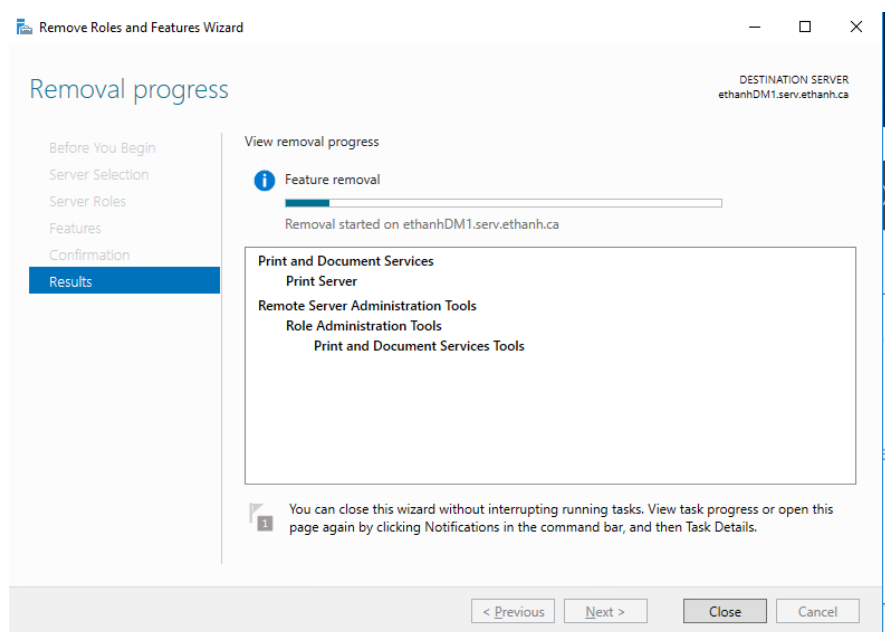 Remove Roles and Features Wizard
Removal progress
DESTINATION SERVER
ethanhDM1.serv.ethanh.ca
Before You Begin
Server Selection
Server Roles
Features
Confirmation
Results
View removal progress
Feature removal
Removal started on ethanhDM1.serv.ethanh.ca
Print and Document Services
Print Server
Remote Server Administration Tools
Role Administration Tools
Print and Document Services Tools
1
You can close this wizard without interrupting running tasks. View task progress or open this
page again by clicking Notifications in the command bar, and then Task Details.
< Previous
Next >
Close
Cancel